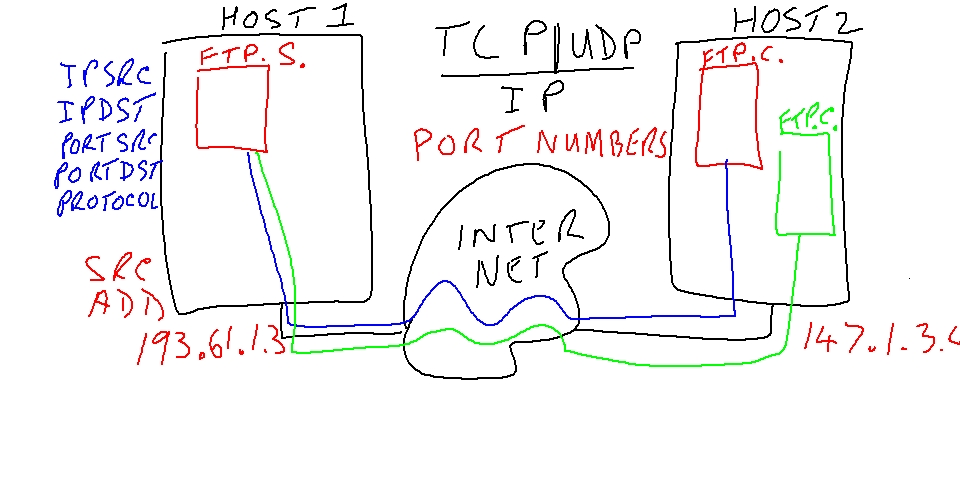 HOST 1
TCP|UDP
IP
HOST 2
FTP.S.
FTP.C.
FTP.C.
IPSRC
IPDST
PORTSRC
PORTDST
PROTOCOL
PORT NUMBERS
INTER
NET
SRC
ADD
193.61.1.3
147.1.3.